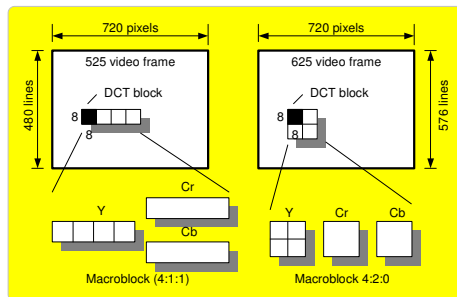 720 pixels
720 pixels
525 video frame
625 video frame
DCT block
DCT block
480 lines
8
8
8
8
576 lines
Cr
Y
Cb
Y
Cr
Cb
Macroblock (4:1:1)
Macroblock 4:2:0